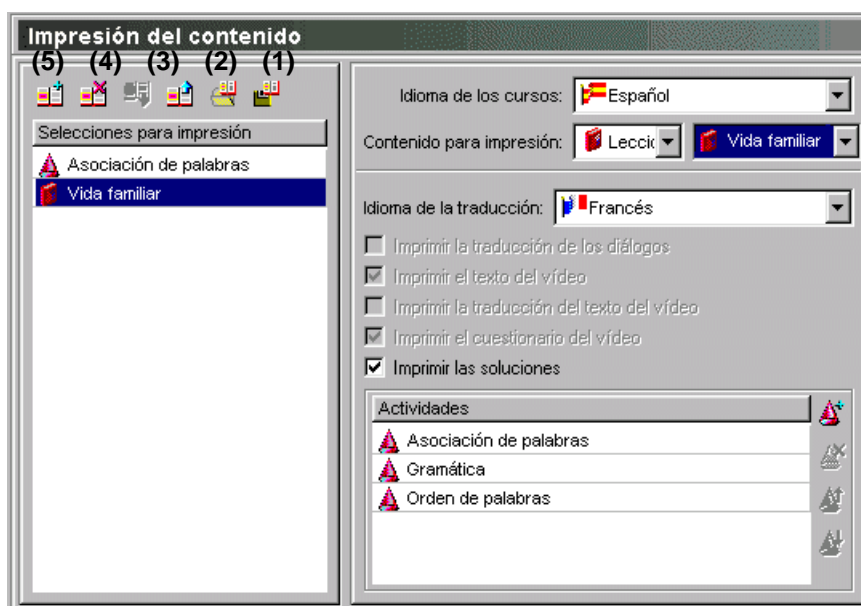 Impresión del contenido
(5) (4) (3) (2) (1)
Selecciones para impresión
Asociación de palabras
Vida familiar
Idioma de los cursos: Español
Contenido para impresión: Leccic Vida familiar
Idioma de la traducción: Francés
Imprimir la traducción de los diálogos
Imprimir el texto del vídeo
Imprimir la traducción del texto del vídeo
Imprimir el cuestionario del vídeo
Imprimir las soluciones
Actividades
Asociación de palabras
Gramática
Orden de palabras